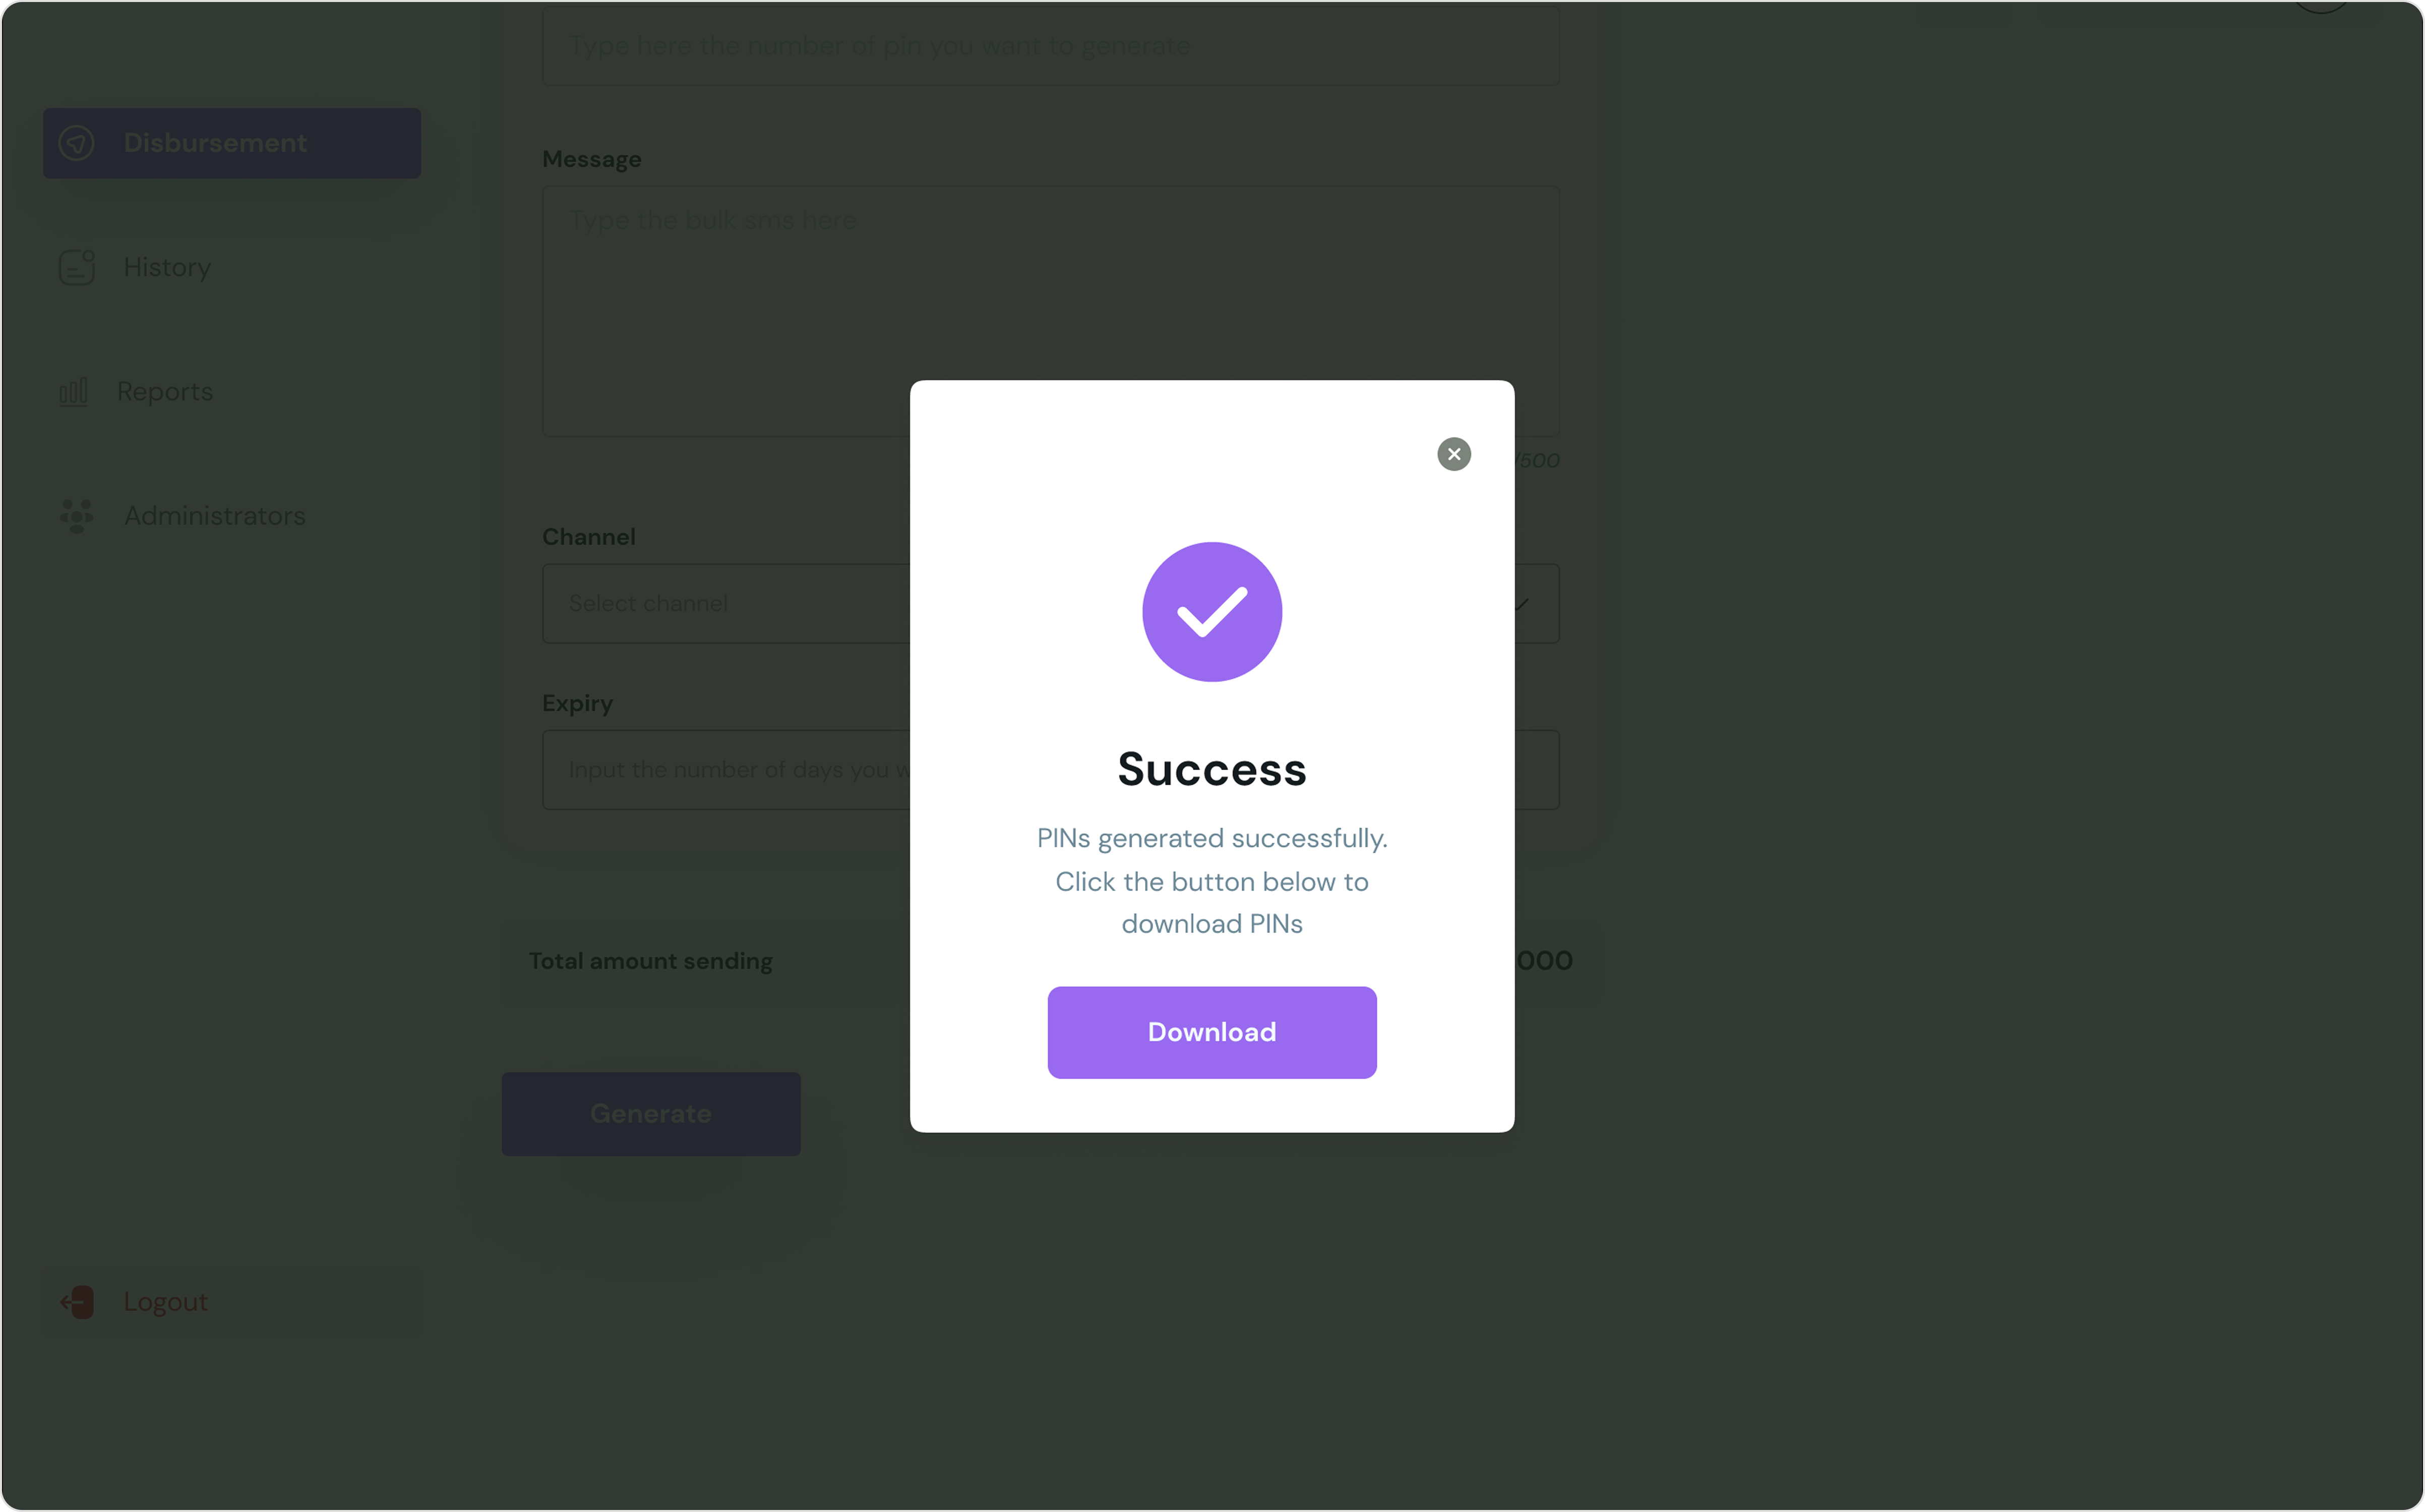 Type here the number of pin you want to generate
Disbursement
Message
Type the bulk sms here
History
Reports
/500
Administrators
Channel
Select channel
Expiry
Input the number of days you
Success
PINs generated successfully.
Click the button below to
download PINs
Total amount sending
000
Download
Generate
Logout